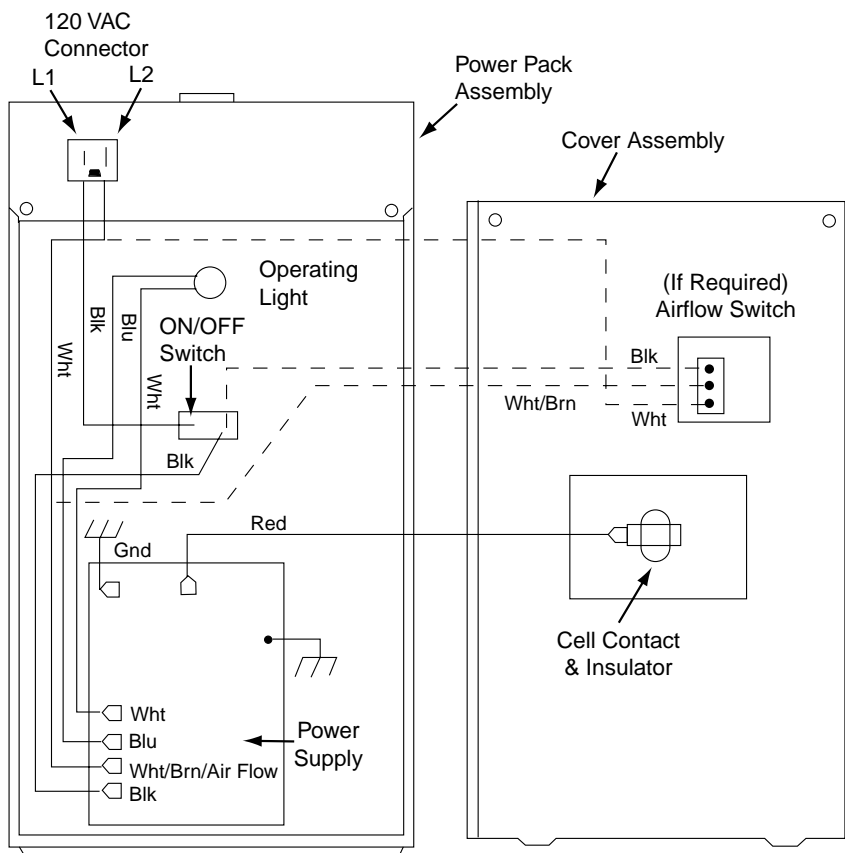 120 VAC
Connector
L1
L2
Power Pack
Assembly
Cover Assembly
Operating
Light
(If Required)
Airflow Switch
Blk
Blu
ON/OFF
Switch
Wht
Wht
Blk
Wht/Brn
Wht
Blk
Red
Gnd
Cell Contact
& Insulator
Wht
Blu
Power
Supply
Wht/Brn/Air Flow
Blk